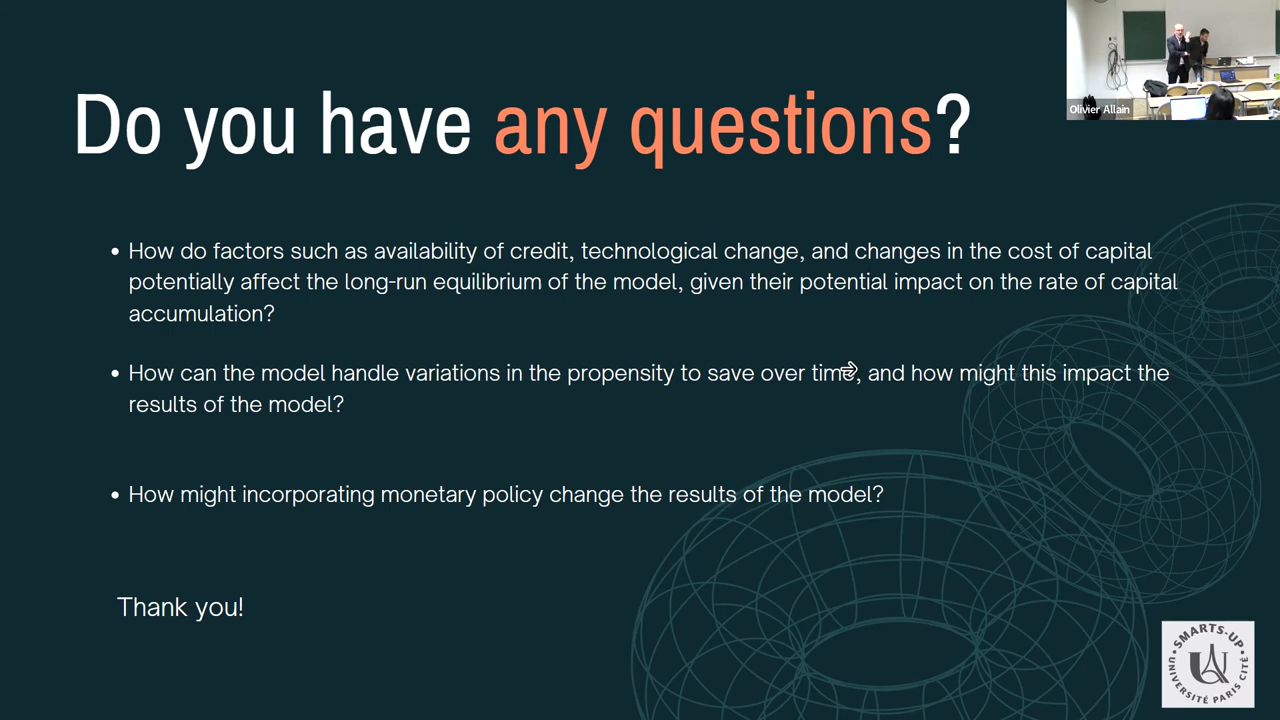 Olivier Allain
Do you have any questions?
• How do factors such as availability of credit, technological change, and changes in the cost of capital
potentially affect the long-run equilibrium of the model, given their potential impact on the rate of capital
accumulation?
• How can the model handle variations in the propensity to save over time, and how might this impact the
results of the model?
• How might incorporating monetary policy change the results of the model?
Thank you!
• SMARTS-UP •
UNIVERSITÉ PARIS CITÉ